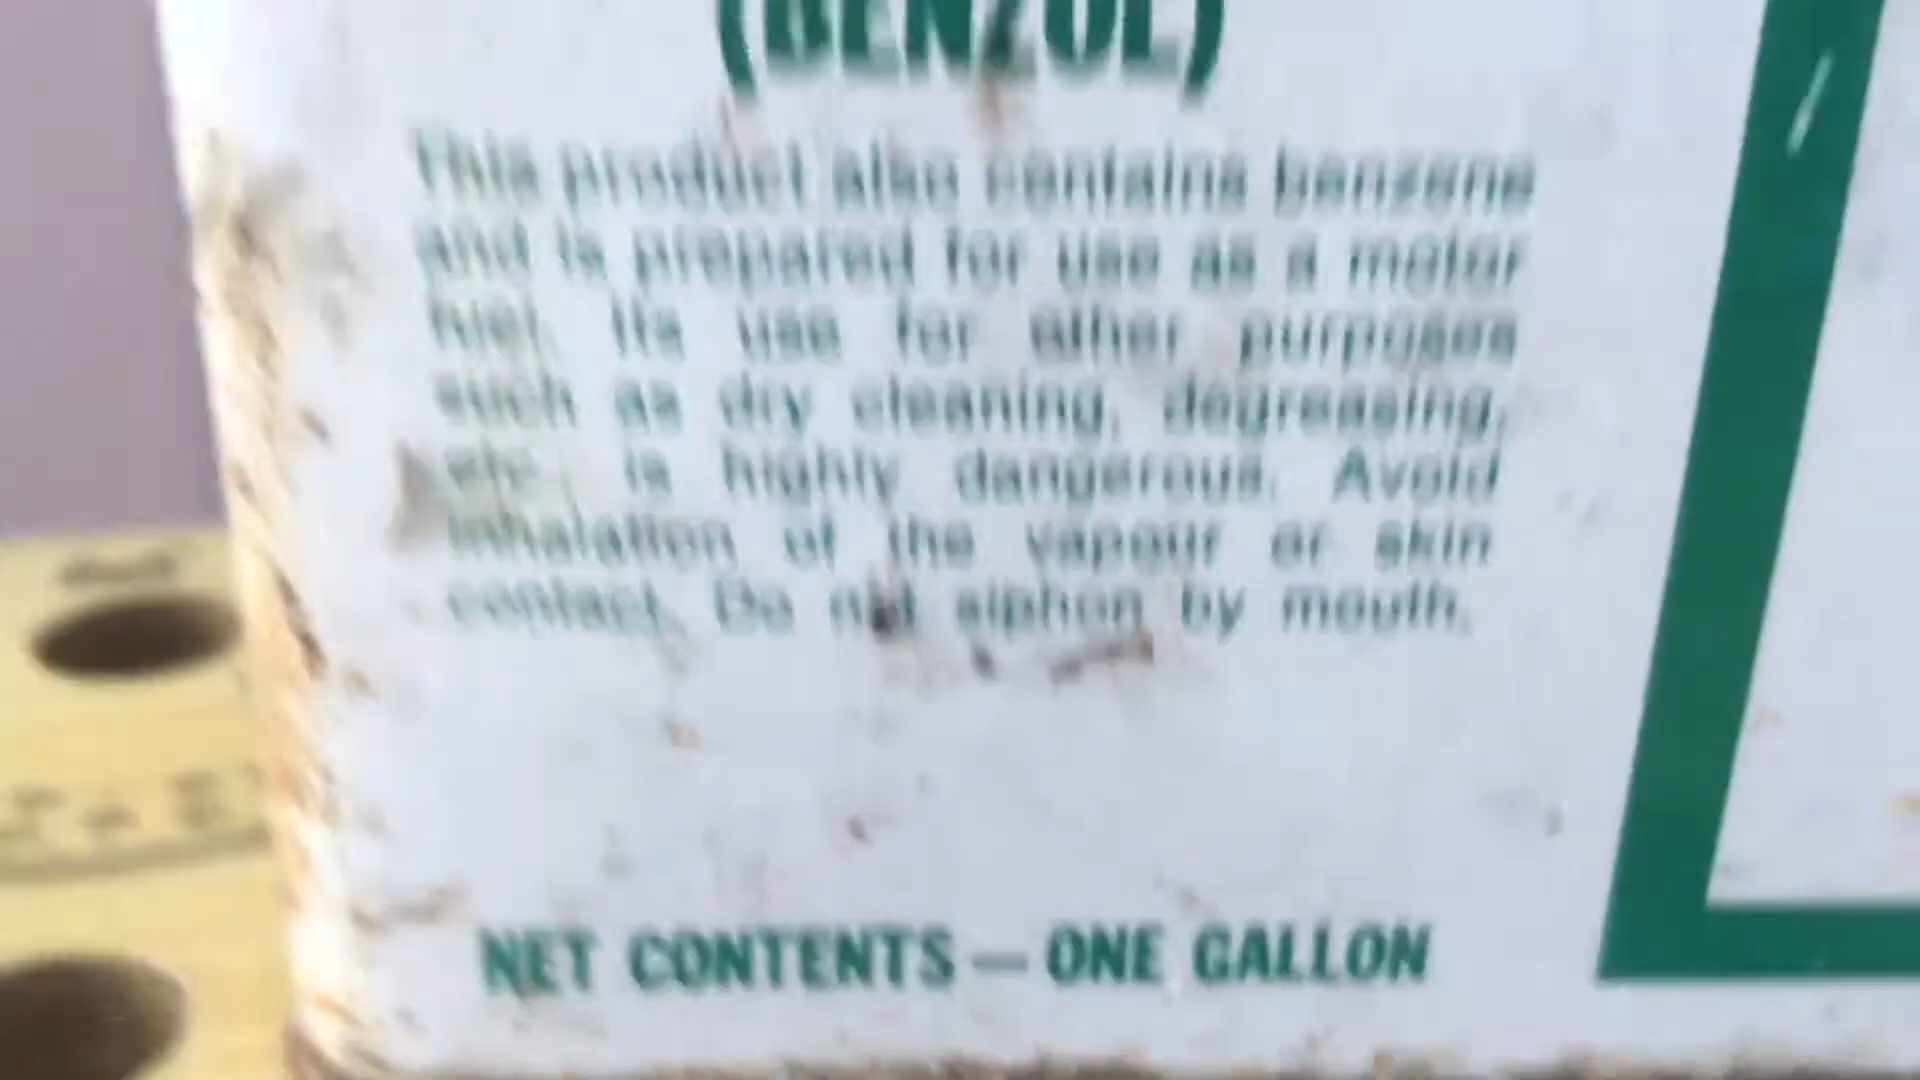 (BENZOL)
This product also contains benzene
and is prepared for use as a motor
fuel. Its use for other purposes
such as dry cleaning, degreasing,
etc. is highly dangerous. Avoid
inhalation of the vapour or skin
contact. Do not siphon by mouth.
NET CONTENTS — ONE GALLON